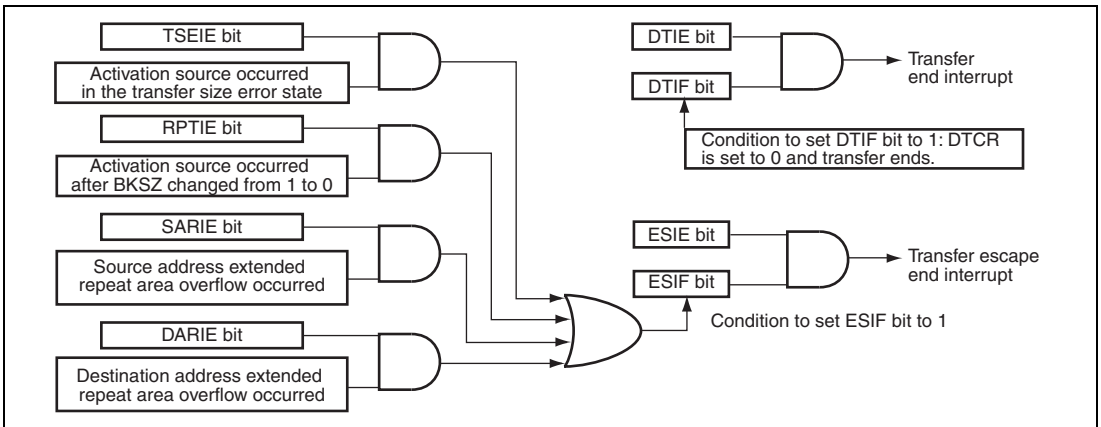 TSEIE bit
Activation source occurred
in the transfer size error state
RPTIE bit
Activation source occurred
after BKSZ changed from 1 to 0
SARIE bit
Source address extended
repeat area overflow occurred
DARIE bit
Destination address extended
repeat area overflow occurred
DTIE bit
DTIF bit
Transfer
end interrupt
Condition to set DTIF bit to 1: DTCR
is set to 0 and transfer ends.
ESIE bit
ESIF bit
Transfer escape
end interrupt
Condition to set ESIF bit to 1